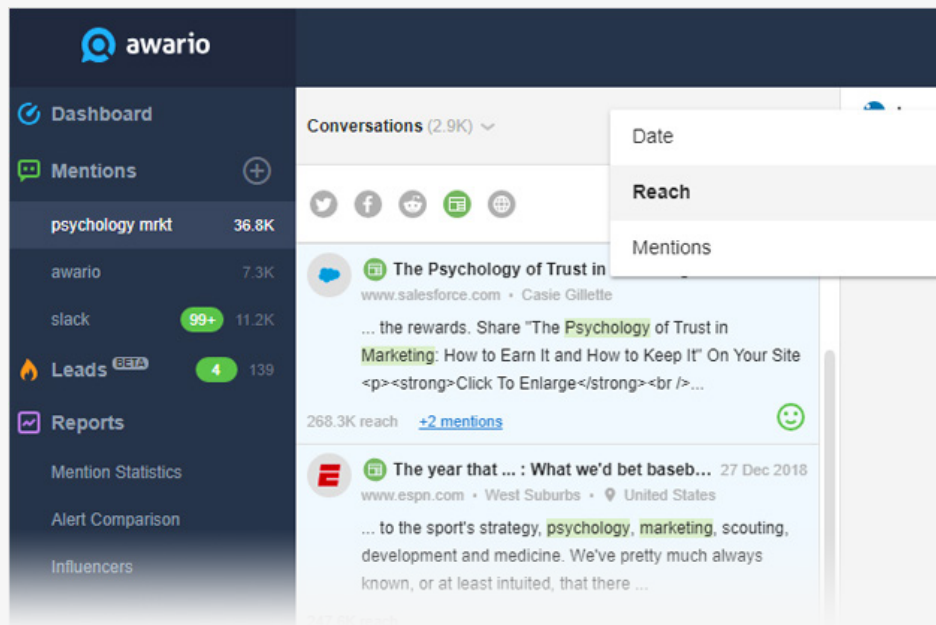 awario
Dashboard
Mentions
psychology mrkt 36.8K
awario 7.3K
slack 99+ 11.2K
Leads BETA 4 139
Reports
Mention Statistics
Alert Comparison
Influencers
Conversations (2.9K)
Date
Reach
Mentions
The Psychology of Trust in
www.salesforce.com • Casie Gillette
... the rewards. Share "The Psychology of Trust in
Marketing: How to Earn It and How to Keep It" On Your Site
<p><strong>Click To Enlarge</strong><br />...
268.3K reach +2 mentions
The year that ... : What we'd bet baseb... 27 Dec 2018
www.espn.com • West Suburbs • United States
... to the sport's strategy, psychology, marketing, scouting,
development and medicine. We've pretty much always
known, or at least intuited, that there ...